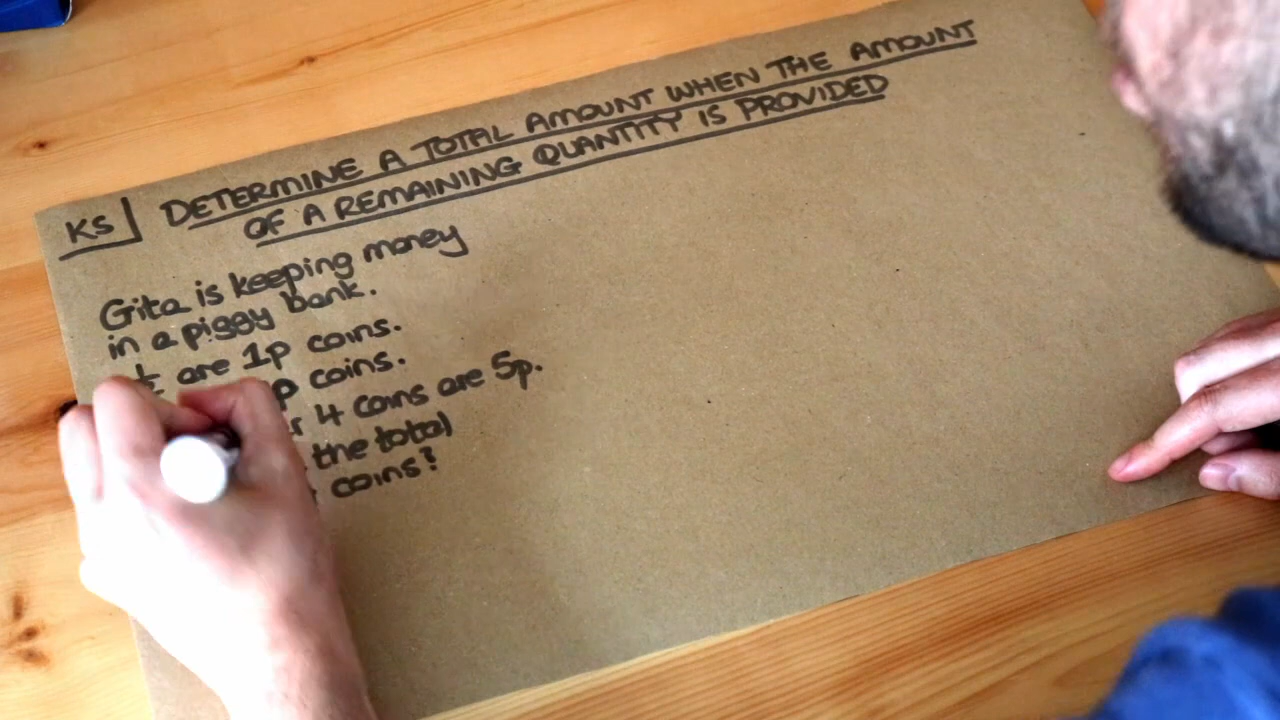 KS DETERMINE A TOTAL AMOUNT WHEN THE AMOUNT
OF A REMAINING QUANTITY IS PROVIDED
Gita is keeping money
in a piggy bank.
are 1p coins.
p coins.
r 4 coins are 5p.
the total
coins?